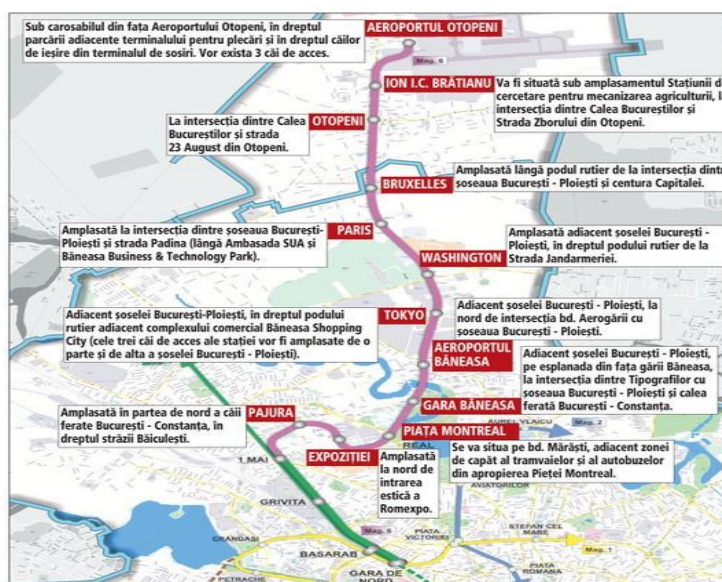 Sub carosabilul din fața Aeroportului Otopeni, în dreptul
parcării adiacente terminalului pentru plecări și în dreptul căilor
de ieșire din terminalul de sosiri. Vor exista 3 căi de acces.
AEROPORTUL OTOPENI
Mag. 6
ION I.C. BRĂTIANU
Va fi situată sub amplasamentul Stațiunii d
cercetare pentru mecanizarea agriculturii, l
intersecția dintre Calea Bucureștilor și
Strada Zborului din Otopeni.
La intersecția dintre Calea
Bucureștilor și strada
23 August din Otopeni.
OTOPENI
BRUXELLES
Amplasată lângă podul rutier de la intersecția dintr
șoseaua București - Ploiești și centura Capitalei.
Amplasată la intersecția dintre șoseaua București-
Ploiești și strada Padina (lângă Ambasada SUA și
Băneasa Business & Technology Park).
PARIS
WASHINGTON
Amplasată adiacent șoselei București -
Ploiești, în dreptul podului rutier de la
Strada Jandarmeriei.
Adiacent șoselei București-Ploiești, în dreptul podului
rutier adiacent complexului comercial Băneasa Shopping
City (cele trei căi de acces ale stației vor fi amplasate de o
parte și de alta a șoselei București - Ploiești).
TOKYO
Adiacent șoselei București - Ploiești, la
nord de intersecția bd. Aerogării cu
șoseaua București - Ploiești.
AEROPORTUL
BĂNEASA
Adiacent șoselei București - Ploiești,
pe esplanada din fața gării Băneasa,
la intersecția dintre Tipografilor cu
șoseaua București - Ploiești și calea
ferată București - Constanța.
GARA BĂNEASA
Amplasată în partea de nord a căii
ferate București - Constanța, în
dreptul străzii Băiculești.
PAJURA
AUREL VLAICU
Mag. 2
PIAȚA MONTREAL
REAL
EXPOZIȚIEI
Amplasată
la nord de
intrarea
estică a
Romexpo.
Se va situa pe bd. Mărăști, adiacent zonei
de capăt al tramvaielor și al autobuzelor
din apropierea Pieței Montreal.
1 MAI
AVIATORILOR
GRIVIȚA
CRÂNGAȘI
Mag. 6
PIAȚA
VICTORIEI
ȘTEFAN CEL
MARE
Mag. 1
BASARAB
PIAȚA
ROMANĂ
PETRACHE
GARA DE
NORD